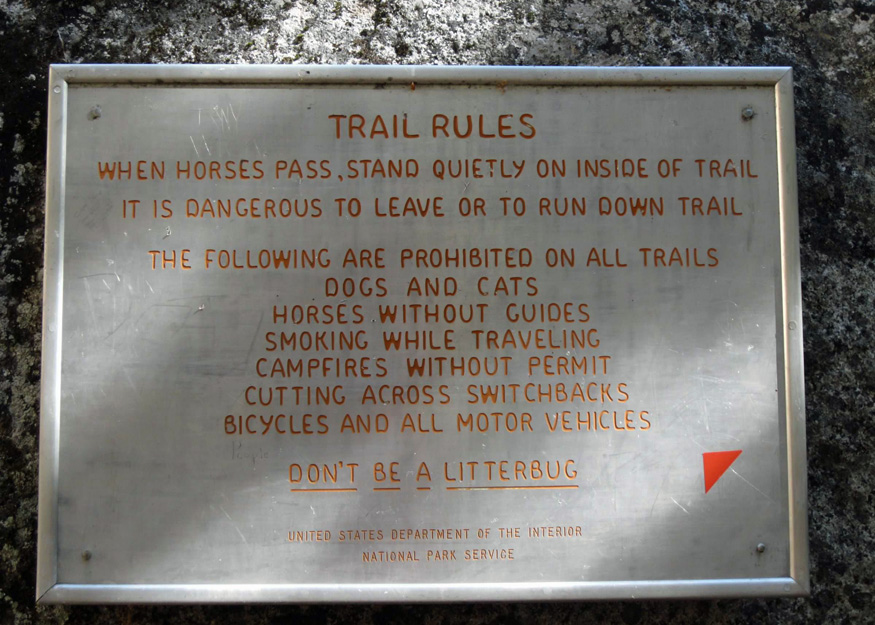 TRAIL RULES
WHEN HORSES PASS, STAND QUIETLY ON INSIDE OF TRAIL
IT IS DANGEROUS TO LEAVE OR TO RUN DOWN TRAIL
THE FOLLOWING ARE PROHIBITED ON ALL TRAILS
DOGS AND CATS
HORSES WITHOUT GUIDES
SMOKING WHILE TRAVELING
CAMPFIRES WITHOUT PERMIT
CUTTING ACROSS SWITCHBACKS
BICYCLES AND ALL MOTOR VEHICLES
DON'T BE A LITTERBUG
UNITED STATES DEPARTMENT OF THE INTERIOR
NATIONAL PARK SERVICE